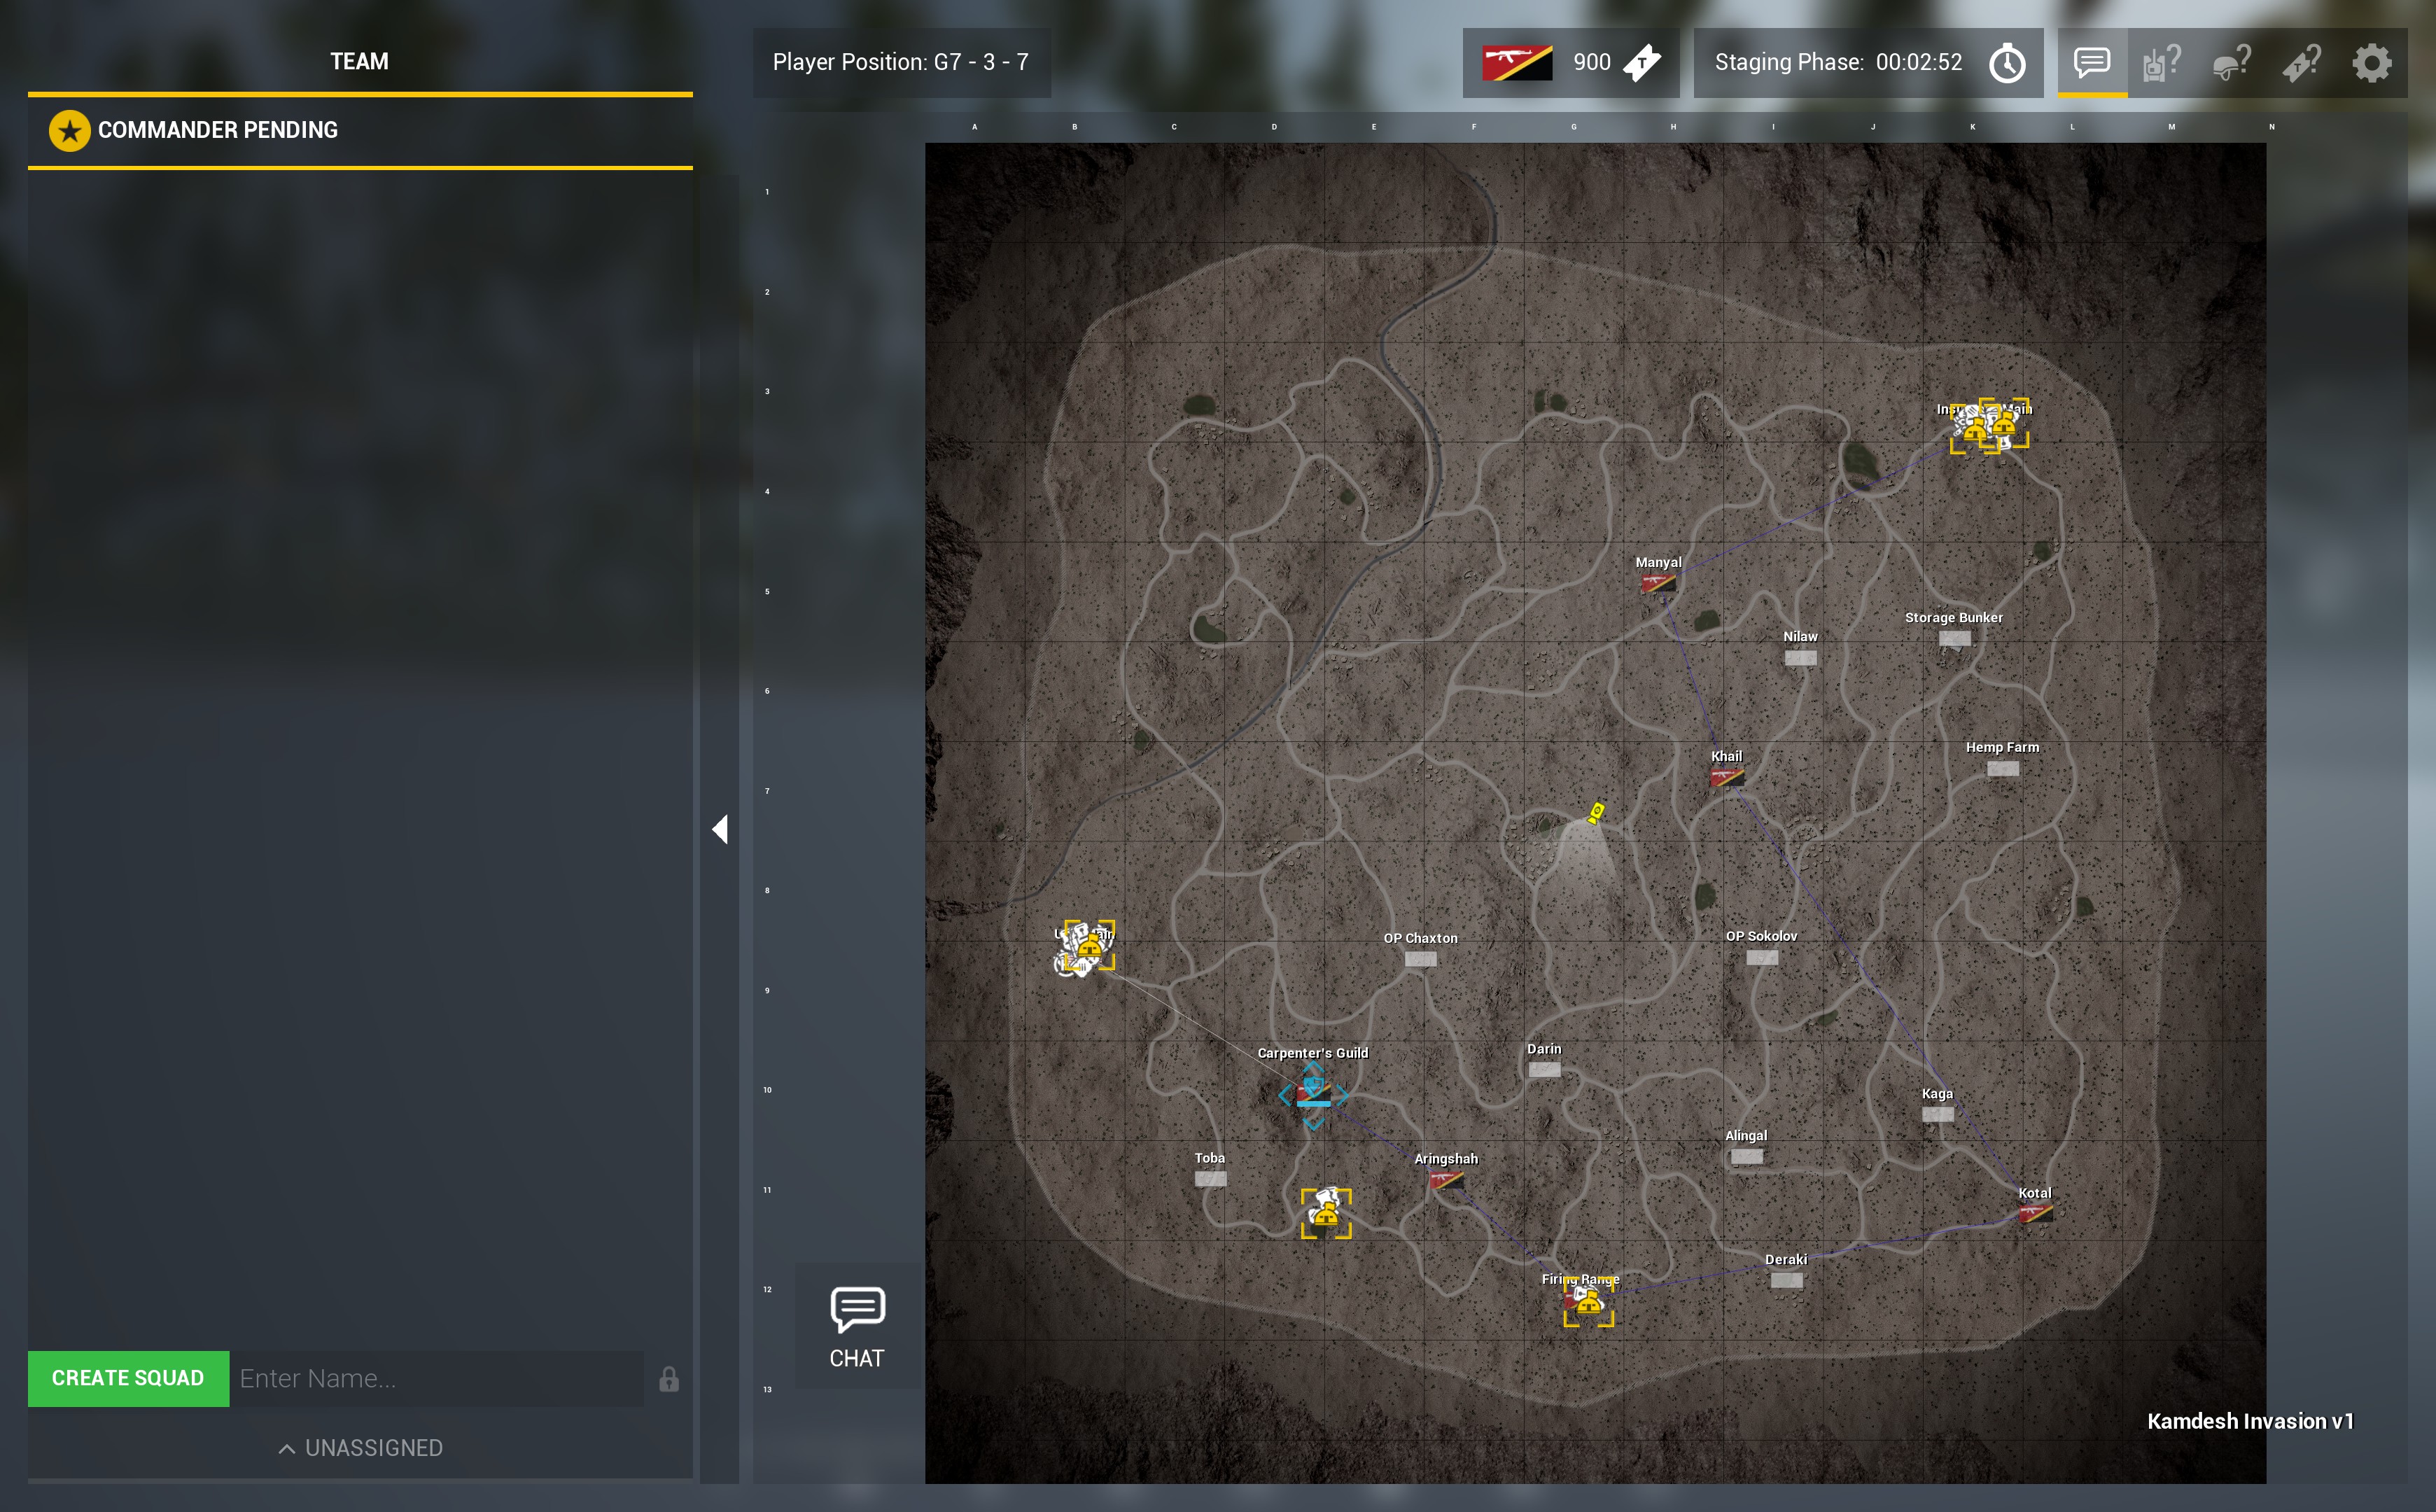 TEAM
COMMANDER PENDING
Player Position: G7 - 3 - 7
900
T
Staging Phase: 00:02:52
A B C D E F G H I J K L M N
1
2
3
4
5
6
7
8
9
10
11
12
13
Main
Manyal
Storage Bunker
Nilaw
Hemp Farm
Khail
OP Chaxton
OP Sokolov
Carpenter's Guild
Darin
Kaga
Alingal
Toba
Aringshah
Kotal
Deraki
Firing Range
CHAT
CREATE SQUAD
Enter Name...
UNASSIGNED
Kamdesh Invasion v1